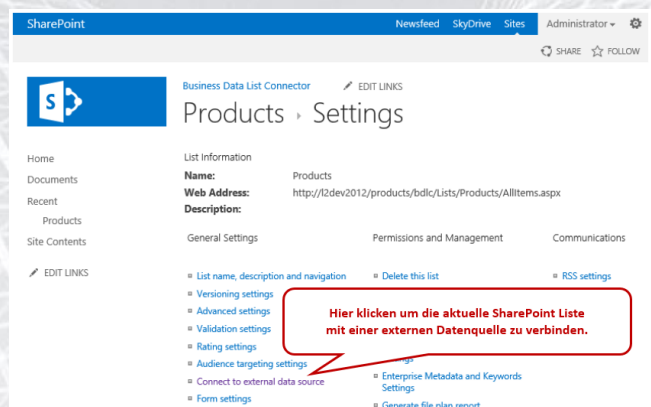 SharePoint
Newsfeed SkyDrive Sites Administrator
SHARE FOLLOW
S
Business Data List Connector EDIT LINKS
Products Settings
Home
Documents
Recent
Products
Site Contents
EDIT LINKS
List Information
Name: Products
Web Address: http://l2dev2012/products/bdlc/Lists/Products/AllItems.aspx
Description:
General Settings
List name, description and navigation
Versioning settings
Advanced settings
Validation settings
Rating settings
Audience targeting settings
Connect to external data source
Form settings
Permissions and Management
Delete this list
Enterprise Metadata and Keywords
Settings
Generate file plan report
Communications
RSS settings
Hier klicken um die aktuelle SharePoint Liste
mit einer externen Datenquelle zu verbinden.